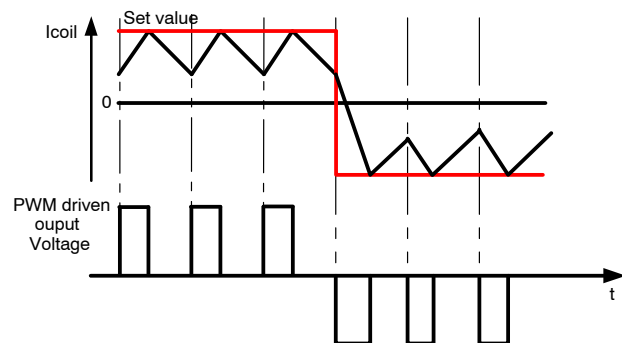 Set value
Icoil
0
PWM driven
ouput
Voltage
t